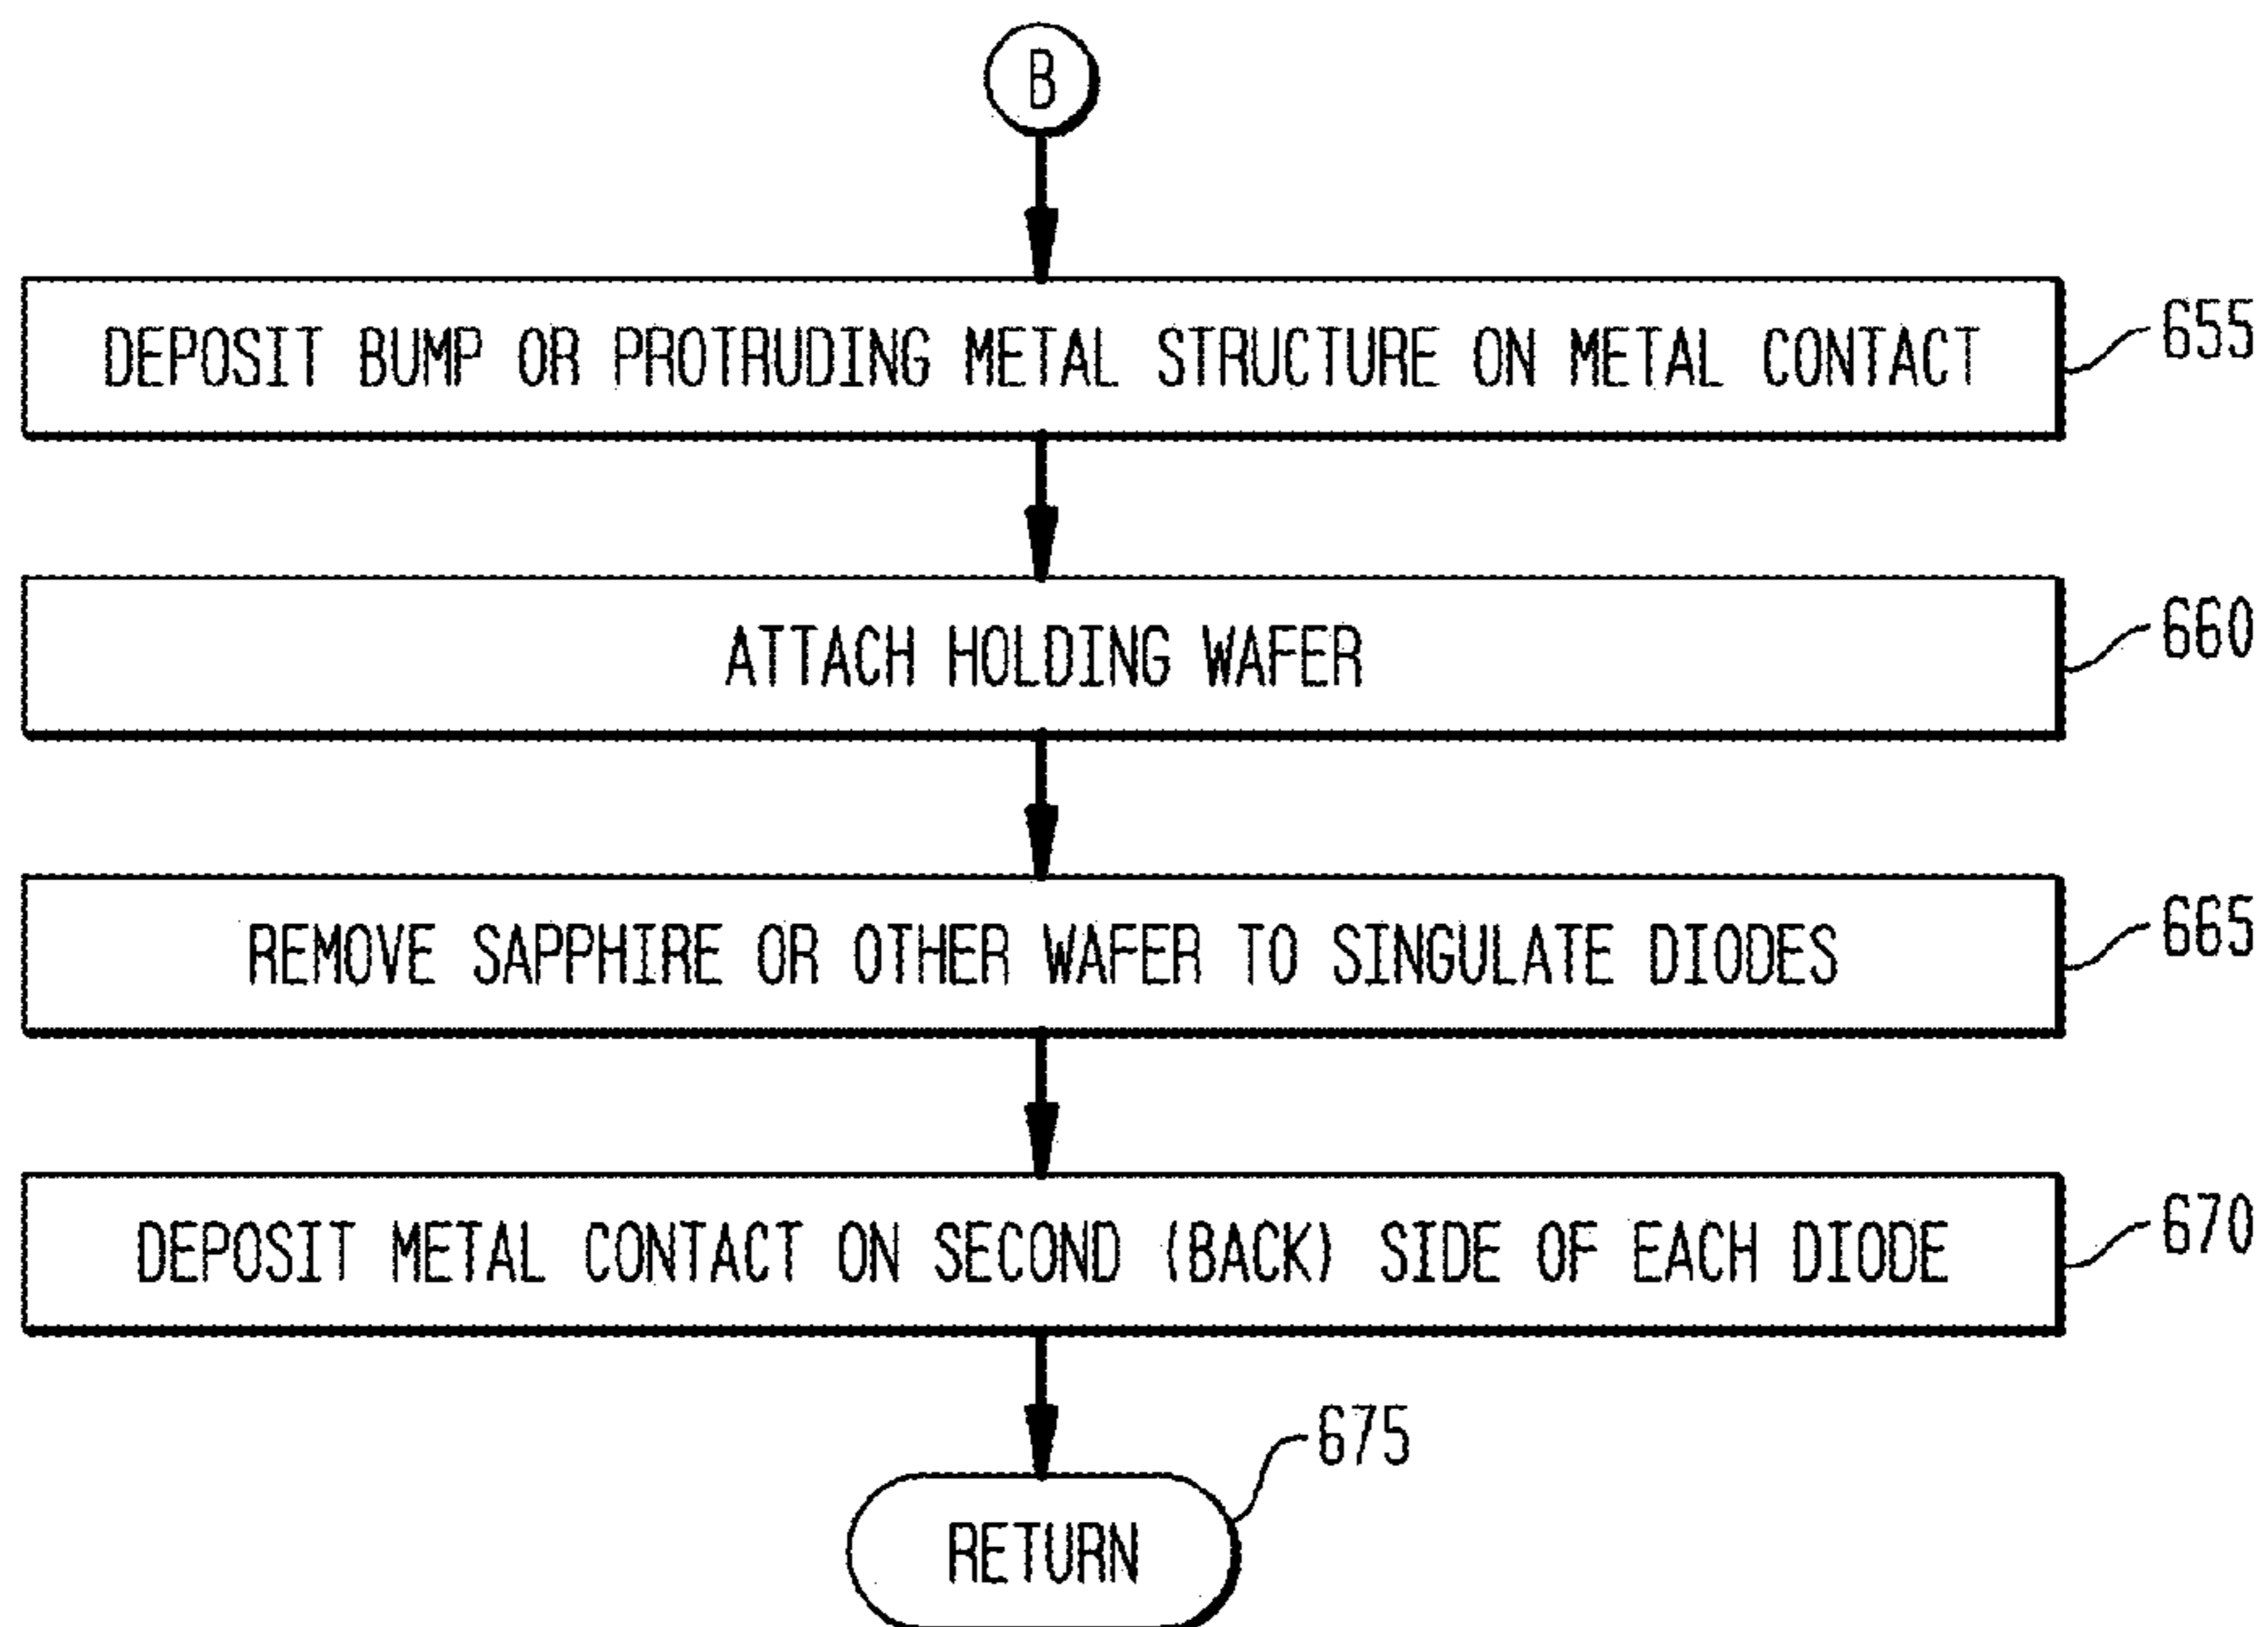 B
DEPOSIT BUMP OR PROTRUDING METAL STRUCTURE ON METAL CONTACT
655
ATTACH HOLDING WAFER
660
REMOVE SAPPHIRE OR OTHER WAFER TO SINGULATE DIODES
665
DEPOSIT METAL CONTACT ON SECOND (BACK) SIDE OF EACH DIODE
670
675
RETURN